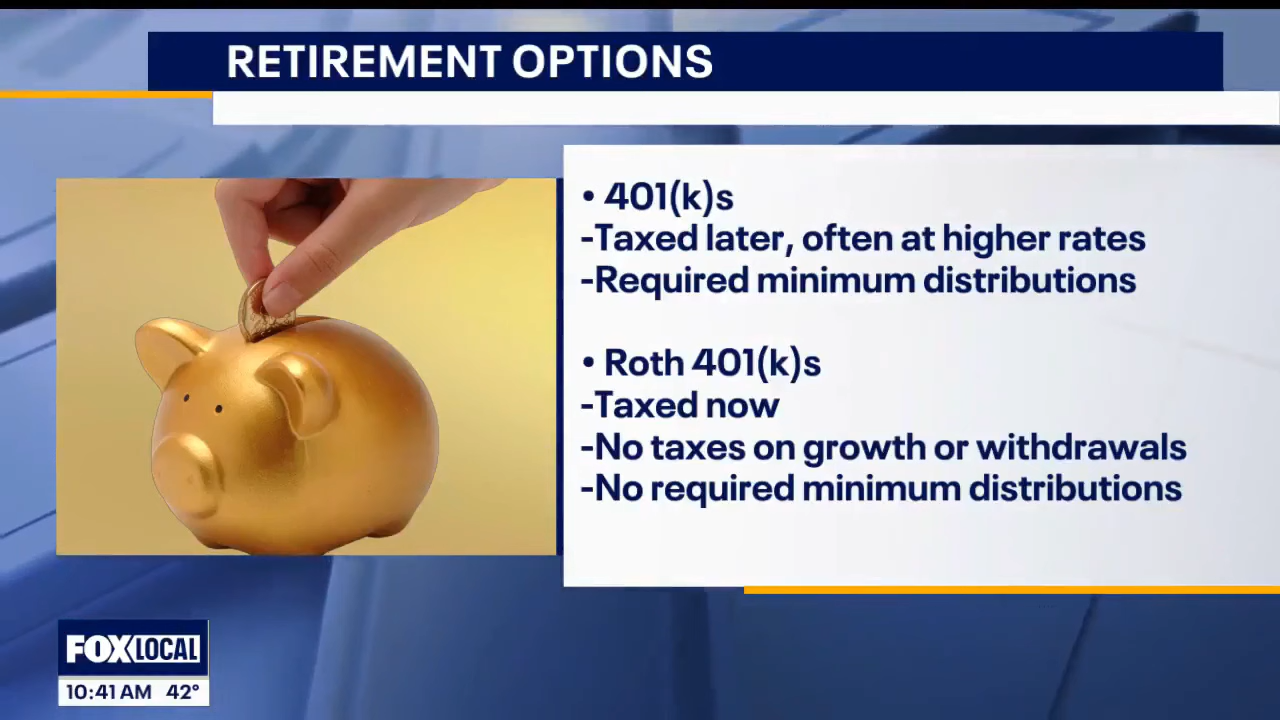 RETIREMENT OPTIONS
• 401(k)s
-Taxed later, often at higher rates
-Required minimum distributions
• Roth 401(k)s
-Taxed now
-No taxes on growth or withdrawals
-No required minimum distributions
FOX LOCAL
10:41 AM 42°